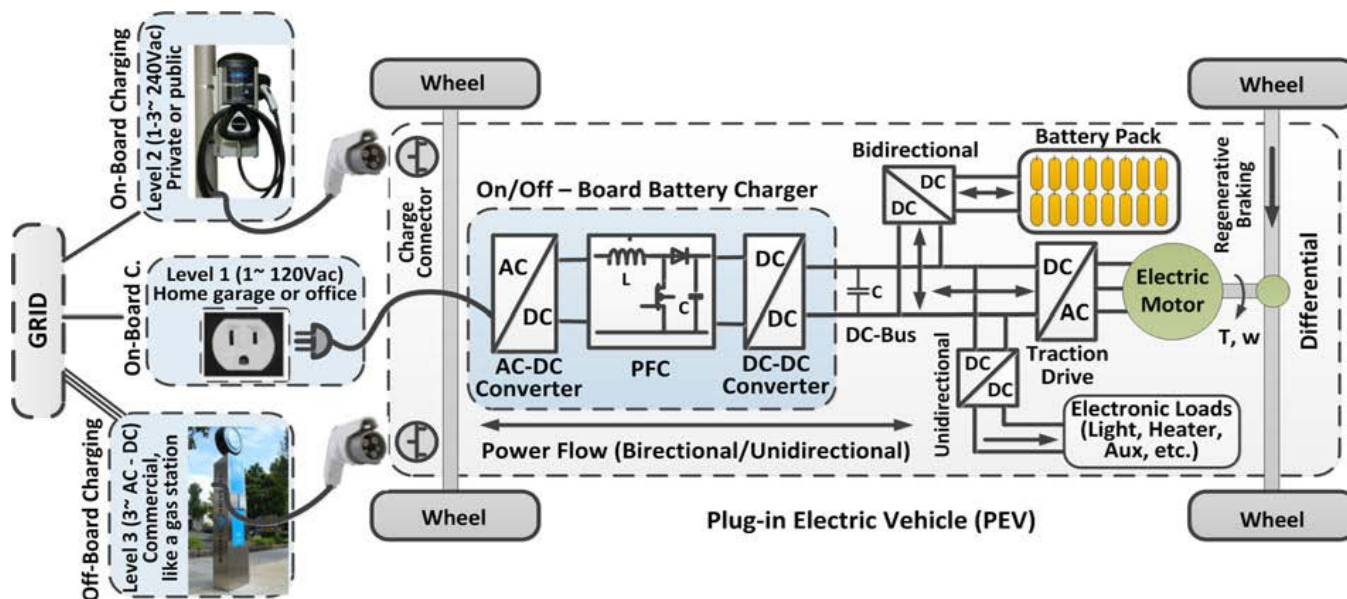 GRID
On-Board Charging
Level 2 (1-3~ 240Vac)
Private or public
On-Board C.
Level 1 (1~ 120Vac)
Home garage or office
Off-Board Charging
Level 3 (3~ AC - DC)
Commercial,
like a gas station
Charge
Connector
Wheel
Wheel
Wheel
Wheel
On/Off – Board Battery Charger
AC
DC
AC-DC
Converter
L
C
PFC
DC
DC
DC-DC
Converter
Power Flow (Birectional/Unidirectional)
C
DC-Bus
Bidirectional
DC
DC
Battery Pack
DC
AC
Traction
Drive
Electric
Motor
T, w
Regenerative
Braking
Differential
Unidirectional
DC
DC
Electronic Loads
(Light, Heater,
Aux, etc.)
Plug-in Electric Vehicle (PEV)